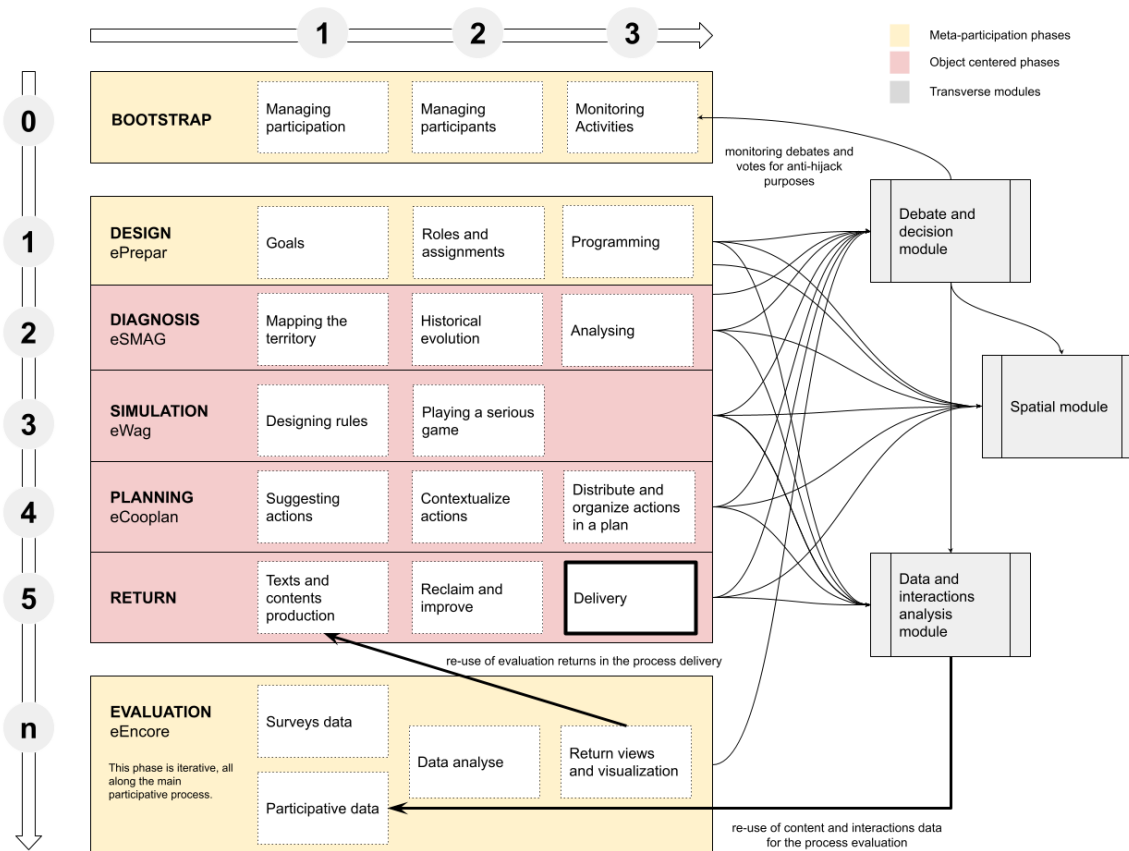 1
2
3
Meta-participation phases
Object centered phases
Transverse modules
0
BOOTSTRAP
Managing
participation
Managing
participants
Monitoring
Activities
monitoring debates and
votes for anti-hijack
purposes
1
DESIGN
ePrepar
Goals
Roles and
assignments
Programming
Debate and
decision
module
2
DIAGNOSIS
eSMAG
Mapping the
territory
Historical
evolution
Analysing
3
SIMULATION
eWag
Designing rules
Playing a serious
game
Spatial module
4
PLANNING
eCooplan
Suggesting
actions
Contextualize
actions
Distribute and
organize actions
in a plan
5
RETURN
Texts and
contents
production
Reclaim and
improve
Delivery
Data and
interactions
analysis
module
re-use of evaluation returns in the process delivery
n
EVALUATION
eEncore
This phase is iterative, all
along the main
participative process.
Surveys data
Participative data
Data analyse
Return views
and visualization
re-use of content and interactions data
for the process evaluation